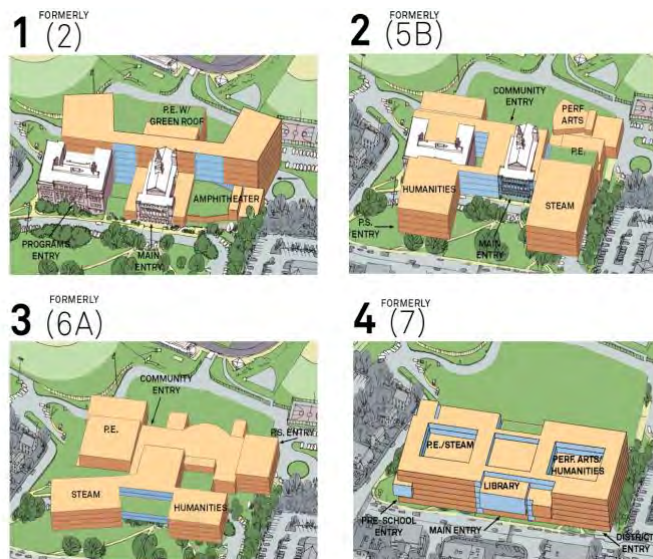 1 FORMERLY (2)
P.E. W/
GREEN ROOF
AMPHITHEATER
PROGRAMS
ENTRY
MAIN
ENTRY
2 FORMERLY (5B)
COMMUNITY
ENTRY
PERF
ARTS
P.E.
HUMANITIES
STEAM
P.S.
ENTRY
MAIN
ENTRY
3 FORMERLY (6A)
COMMUNITY
ENTRY
P.E.
P.S. ENTRY
STEAM
HUMANITIES
4 FORMERLY (7)
P.E./STEAM
PERF. ARTS/
HUMANITIES
LIBRARY
PRE-SCHOOL
ENTRY
MAIN ENTRY
DISTRICT
ENTRY